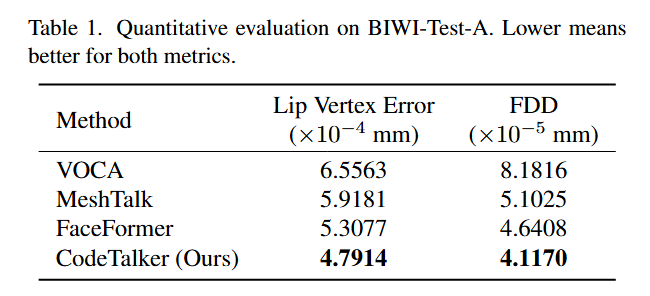 Table 1. Quantitative evaluation on BIWI-Test-A. Lower means
better for both metrics.
Method Lip Vertex Error FDD
(×10⁻⁴ mm) (×10⁻⁵ mm)
VOCA 6.5563 8.1816
MeshTalk 5.9181 5.1025
FaceFormer 5.3077 4.6408
CodeTalker (Ours) 4.7914 4.1170